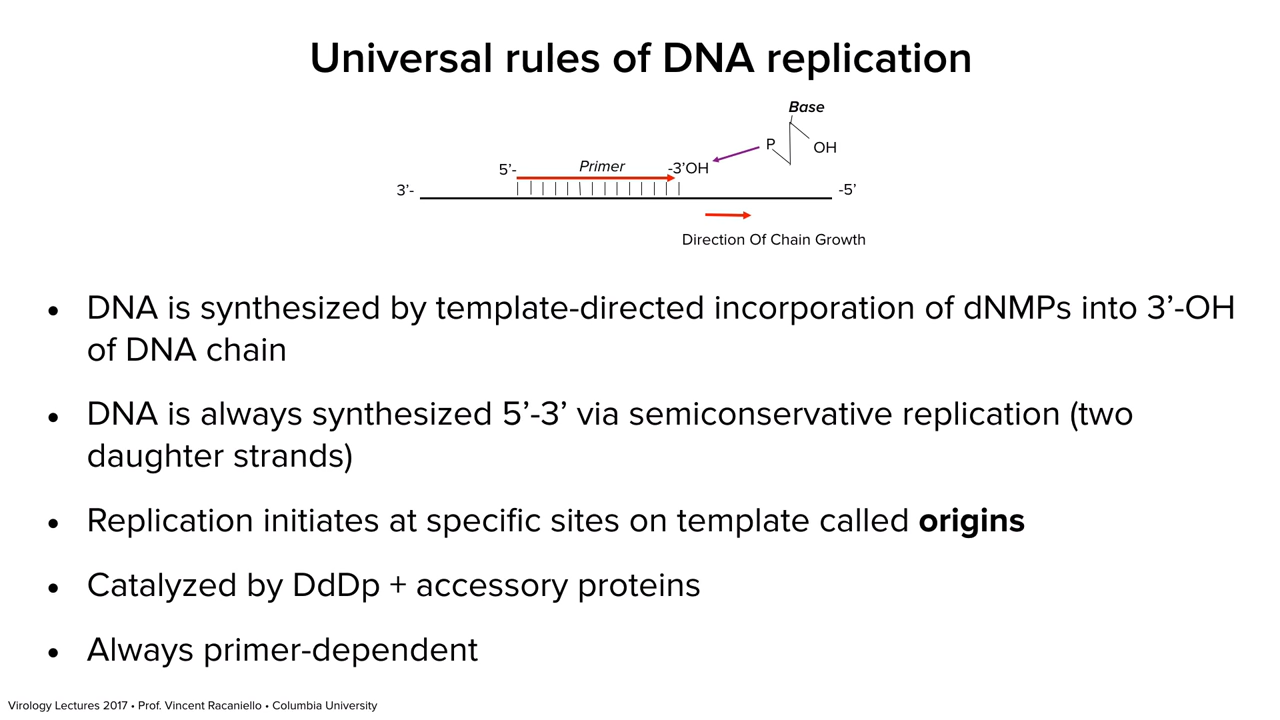 Universal rules of DNA replication
Base
P
OH
5’-
Primer
-3’OH
3’-
-5’
Direction Of Chain Growth
• DNA is synthesized by template-directed incorporation of dNMPs into 3’-OH
of DNA chain
• DNA is always synthesized 5’-3’ via semiconservative replication (two
daughter strands)
• Replication initiates at specific sites on template called origins
• Catalyzed by DdDp + accessory proteins
• Always primer-dependent
Virology Lectures 2017 • Prof. Vincent Racaniello • Columbia University